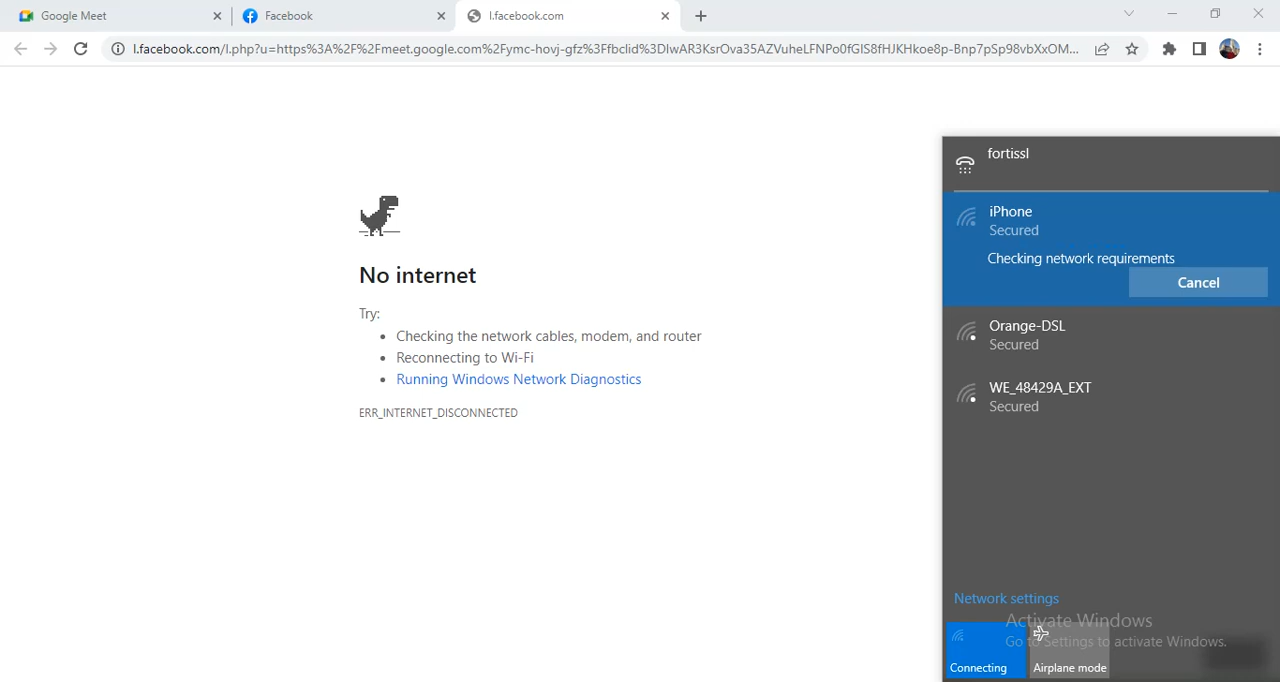 Google Meet
Facebook
l.facebook.com
l.facebook.com/l.php?u=https%3A%2F%2Fmeet.google.com%2Fymc-hovj-gfz%3Ffbclid%3DIwAR3KsrOva35AZVuheLFNPo0fGlS8fHJKHkoe8p-Bnp7pSp98vbXxOM...
No internet
Try:
• Checking the network cables, modem, and router
• Reconnecting to Wi-Fi
• Running Windows Network Diagnostics
ERR_INTERNET_DISCONNECTED
fortissl
iPhone
Secured
Checking network requirements
Cancel
Orange-DSL
Secured
WE_48429A_EXT
Secured
Network settings
Activate Windows
Go to Settings to activate Windows.
Connecting
Airplane mode